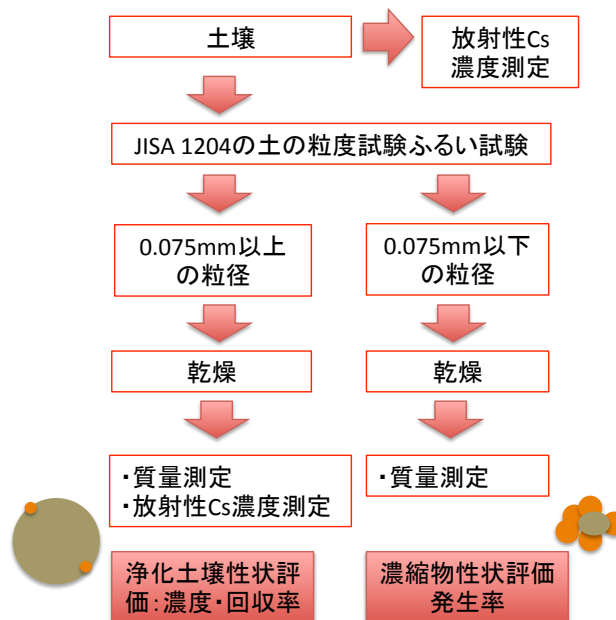 土壌
放射性Cs
濃度測定
JISA 1204の土の粒度試験ふるい試験
0.075mm以上
の粒径
0.075mm以下
の粒径
乾燥
乾燥
・質量測定
・放射性Cs濃度測定
・質量測定
浄化土壌性状評
価：濃度・回収率
濃縮物性状評価
発生率